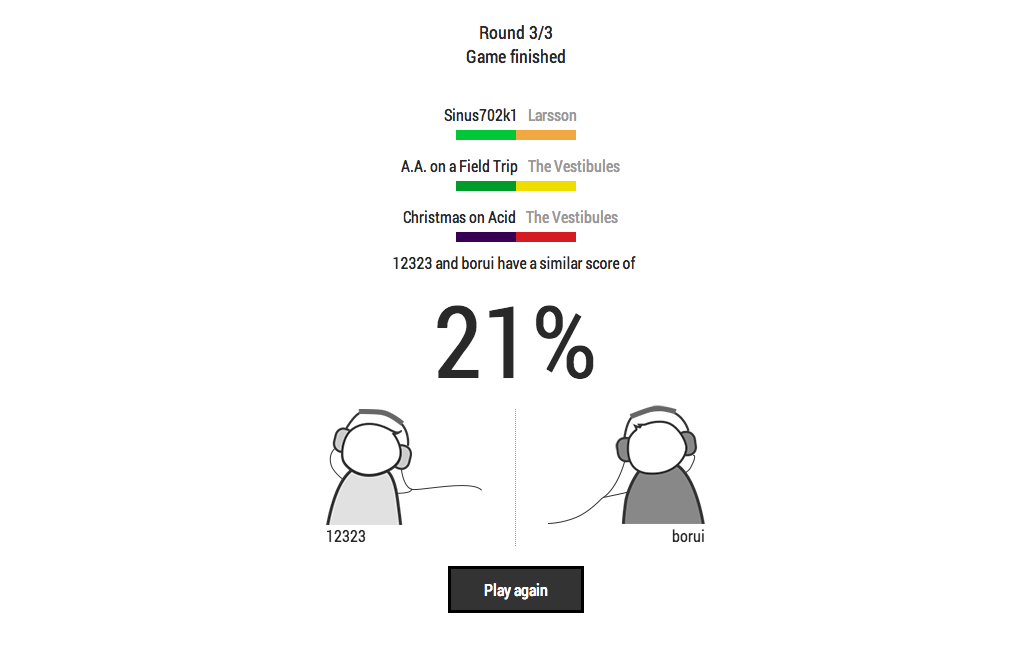 Round 3/3
Game finished
Sinus702k1 Larsson
A.A. on a Field Trip The Vestibules
Christmas on Acid The Vestibules
12323 and borui have a similar score of
21%
12323 borui
Play again